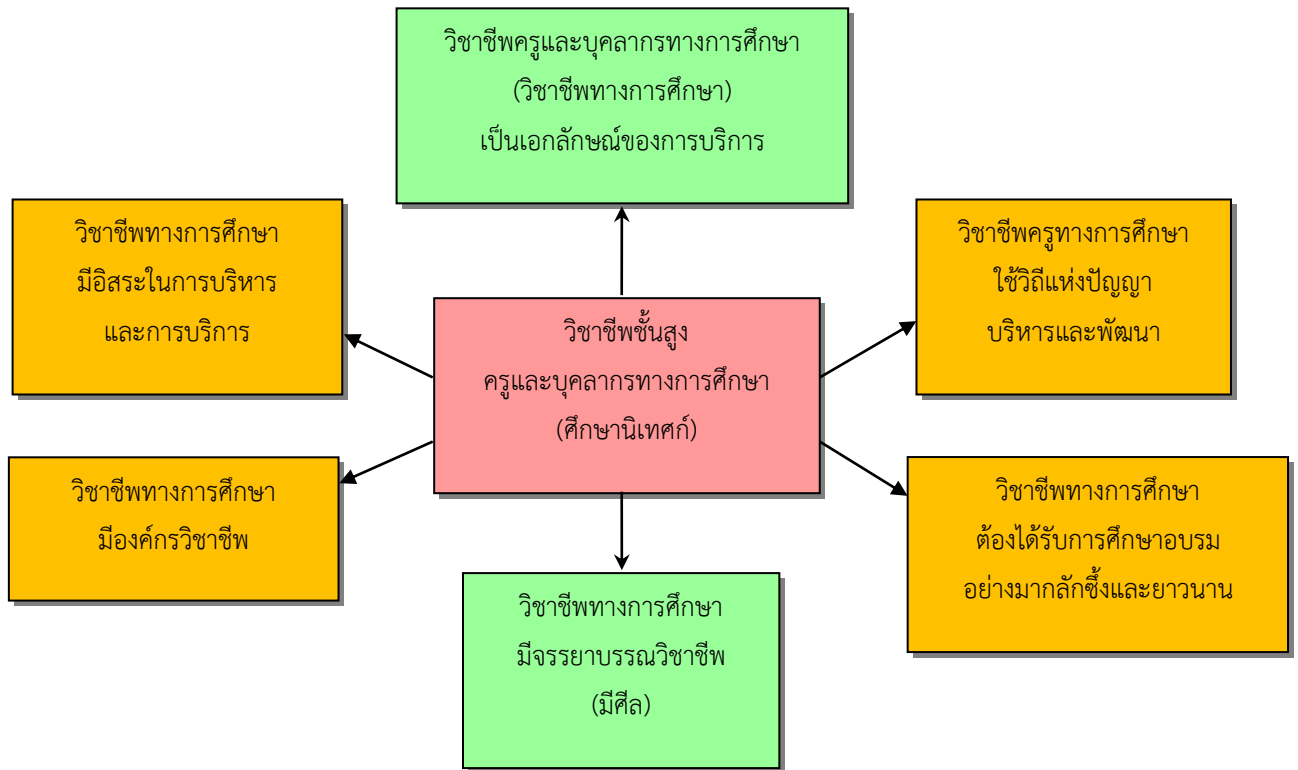 วิชาชีพครูและบุคลากรทางการศึกษา
(วิชาชีพทางการศึกษา)
เป็นเอกลักษณ์ของการบริการ
วิชาชีพทางการศึกษา
มีอิสระในการบริหาร
และการบริการ
วิชาชีพครูทางการศึกษา
ใช้วิถีแห่งปัญญา
บริหารและพัฒนา
วิชาชีพชั้นสูง
ครูและบุคลากรทางการศึกษา
(ศึกษานิเทศก์)
วิชาชีพทางการศึกษา
มีองค์กรวิชาชีพ
วิชาชีพทางการศึกษา
ต้องได้รับการศึกษาอบรม
อย่างมากลักซึ้งและยาวนาน
วิชาชีพทางการศึกษา
มีจรรยาบรรณวิชาชีพ
(มีศีล)